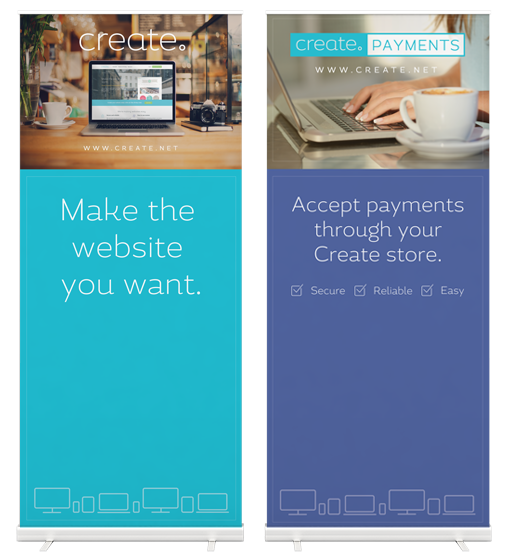 create.
WWW.CREATE.NET
Make the
website
you want.
create. PAYMENTS
WWW.CREATE.NET
Accept payments
through your
Create store.
Secure Reliable Easy